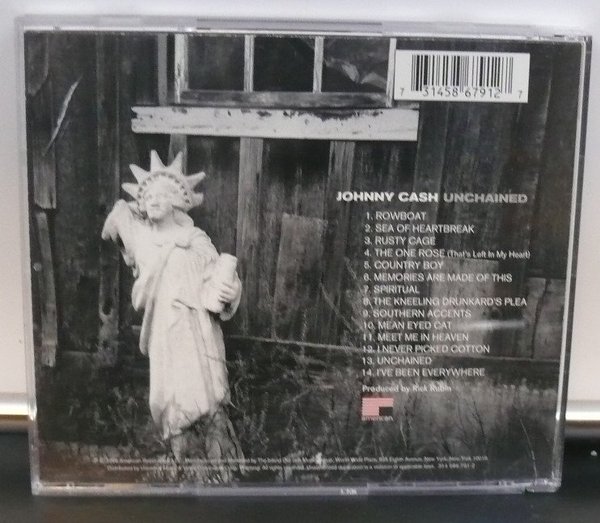 7 31458 67912 7
JOHNNY CASH UNCHAINED
1. ROWBOAT
2. SEA OF HEARTBREAK
3. RUSTY CAGE
4. THE ONE ROSE (That's Left In My Heart)
5. COUNTRY BOY
6. MEMORIES ARE MADE OF THIS
7. SPIRITUAL
8. THE KNEELING DRUNKARD'S PLEA
9. SOUTHERN ACCENTS
10. MEAN EYED CAT
11. MEET ME IN HEAVEN
12. I NEVER PICKED COTTON
13. UNCHAINED
14. I'VE BEEN EVERYWHERE
Produced by Rick Rubin
american